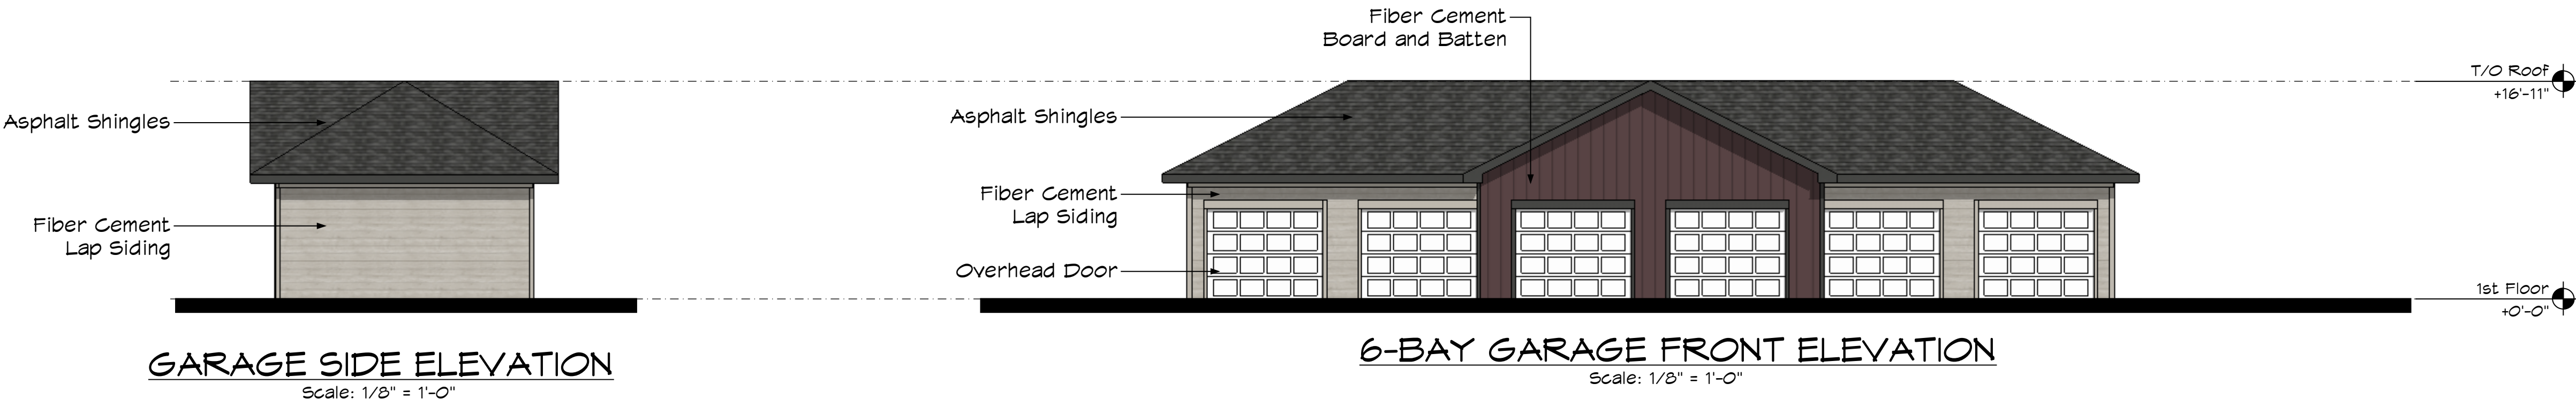 Asphalt Shingles
Fiber Cement
Lap Siding
GARAGE SIDE ELEVATION
Scale: 1/8" = 1'-0"
Fiber Cement
Board and Batten
Asphalt Shingles
Fiber Cement
Lap Siding
Overhead Door
6-BAY GARAGE FRONT ELEVATION
Scale: 1/8" = 1'-0"
T/O Roof
+16'-11"
1st Floor
+0'-0"